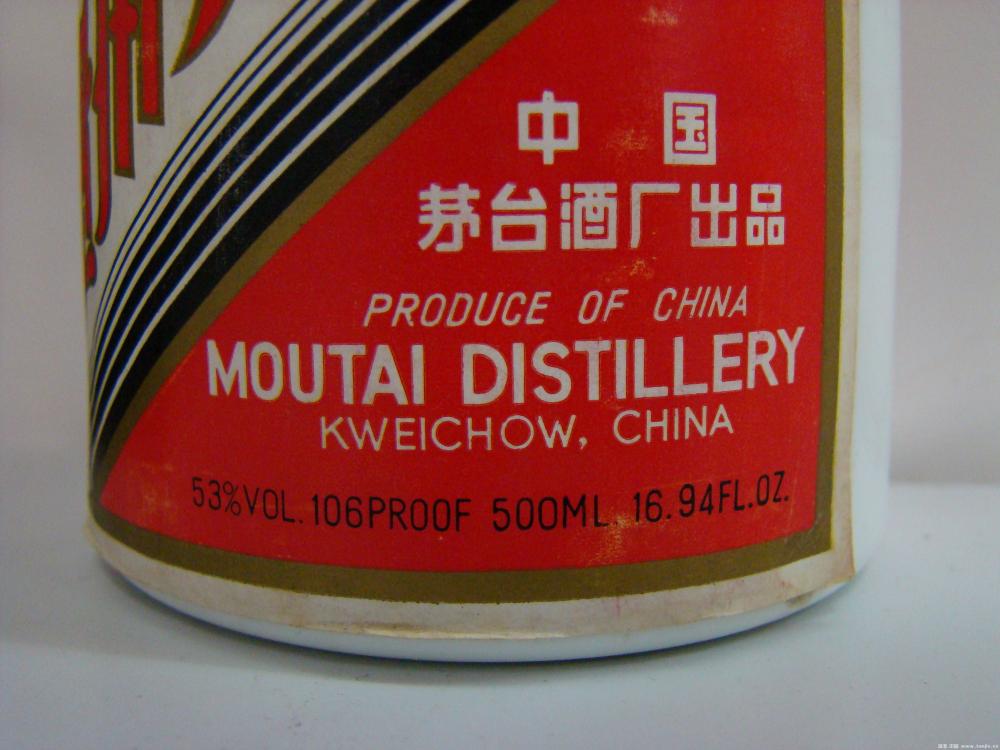 中国
茅台酒厂出品
PRODUCE OF CHINA
MOUTAI DISTILLERY
KWEICHOW, CHINA
53%VOL. 106PROOF 500ML. 16.94FL.OZ.